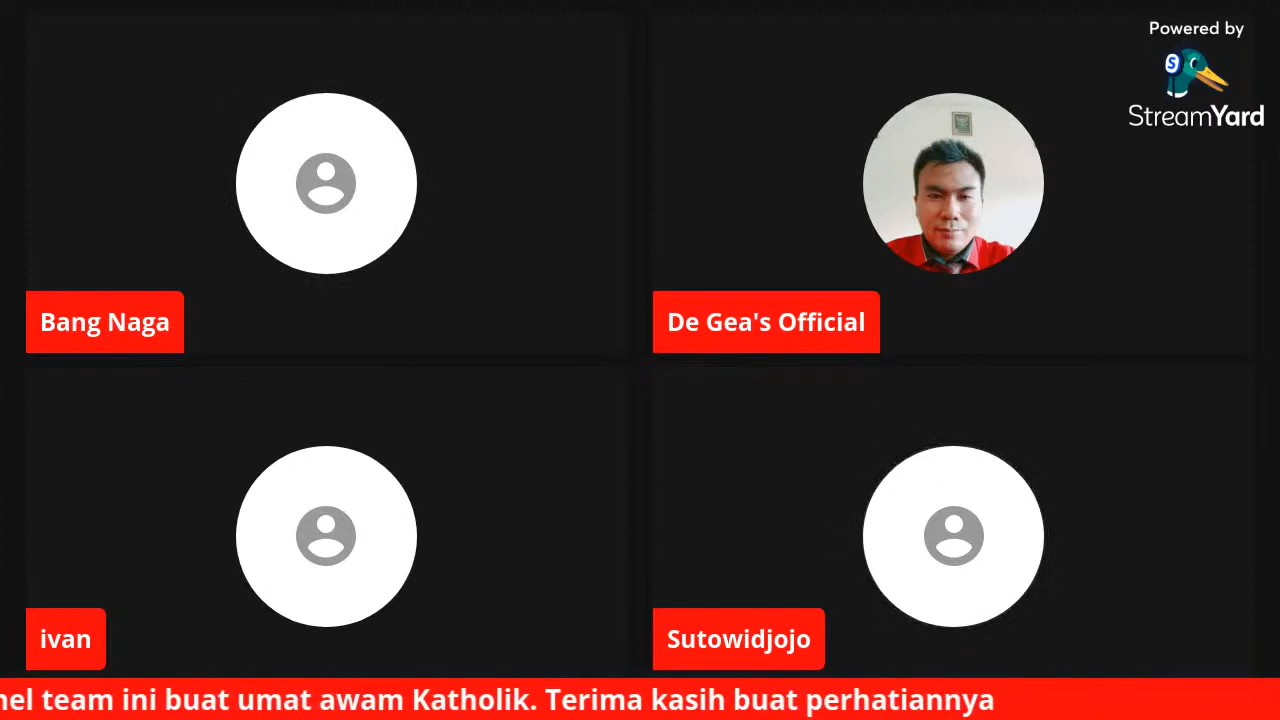 Powered by
StreamYard
Bang Naga
De Gea's Official
ivan
Sutowidjojo
team ini buat umat awam Katholik. Terima kasih buat perhatiannya